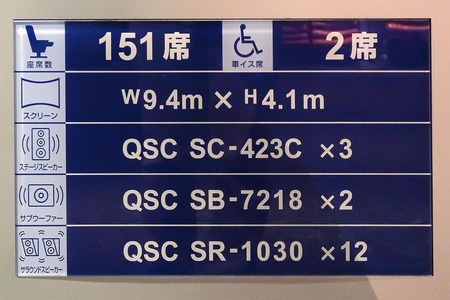 座席数 151席 車イス席 2席
スクリーン W9.4m × H4.1m
ステージスピーカー QSC SC-423C ×3
サブウーファー QSC SB-7218 ×2
サラウンドスピーカー QSC SR-1030 ×12